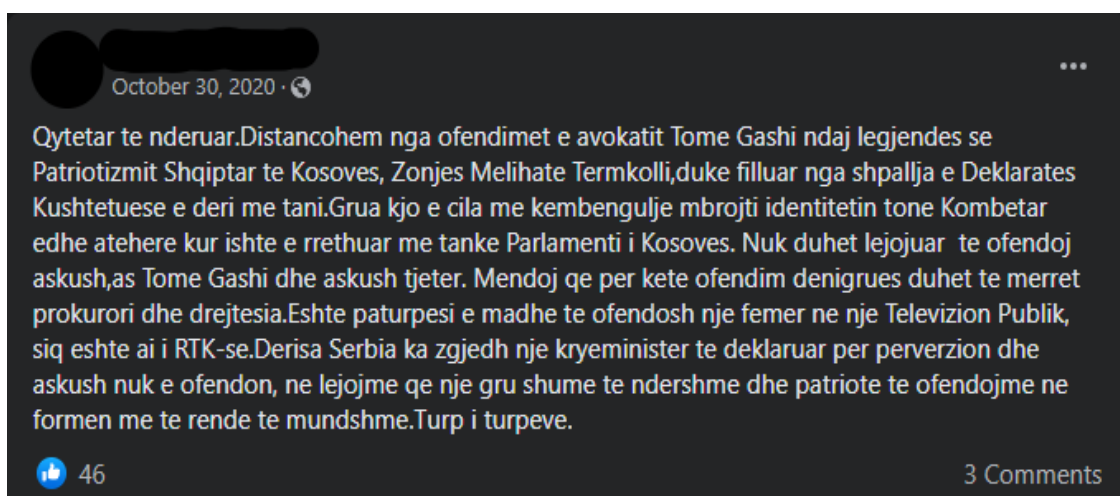 October 30, 2020 ·
Qytetar te nderuar.Distancohem nga ofendimet e avokatit Tome Gashi ndaj legjendes se
Patriotizmit Shqiptar te Kosoves, Zonjes Melihate Termkolli,duke filluar nga shpallja e Deklarates
Kushtetuese e deri me tani.Grua kjo e cila me kembengulje mbrojti identitetin tone Kombetar
edhe atehere kur ishte e rrethuar me tanke Parlamenti i Kosoves. Nuk duhet lejojuar  te ofendoj
askush,as Tome Gashi dhe askush tjeter. Mendoj qe per kete ofendim denigrues duhet te merret
prokurori dhe drejtesia.Eshte paturpesi e madhe te ofendosh nje femer ne nje Televizion Publik,
siq eshte ai i RTK-se.Derisa Serbia ka zgjedh nje kryeminister te deklaruar per perverzion dhe
askush nuk e ofendon, ne lejojme qe nje gru shume te ndershme dhe patriote te ofendojme ne
formen me te rende te mundshme.Turp i turpeve.
46
3 Comments